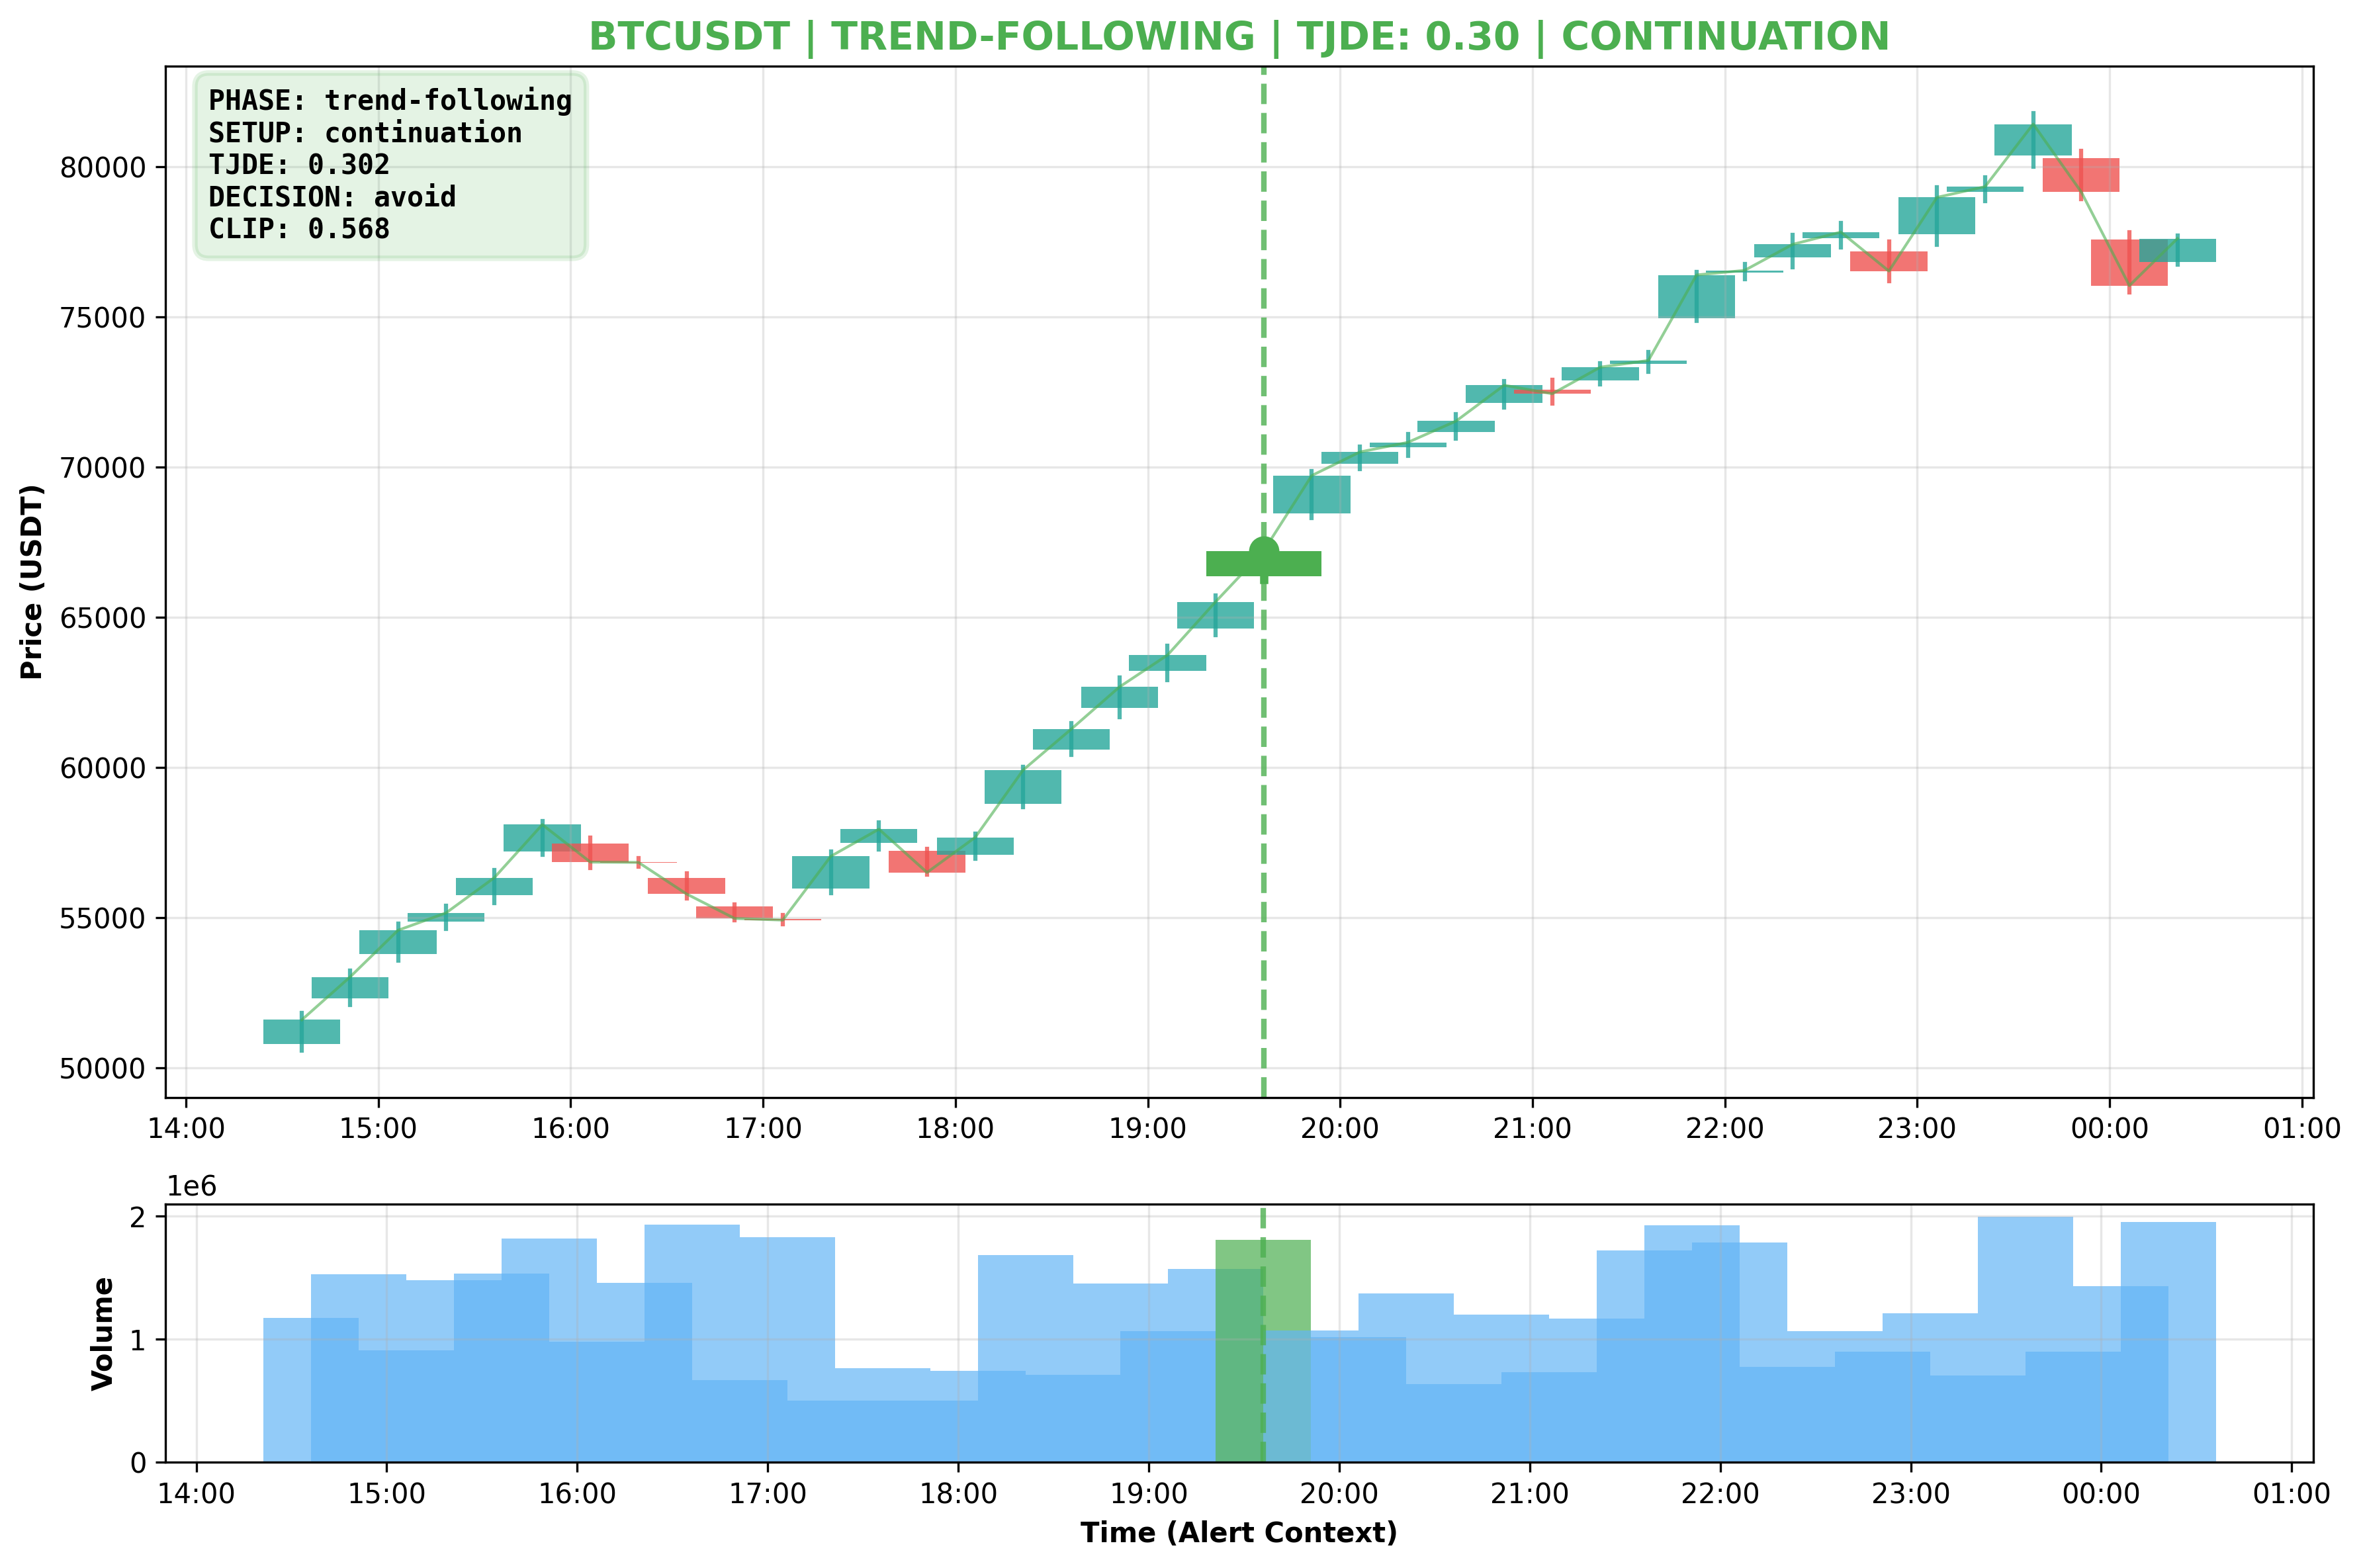 BTCUSDT | TREND-FOLLOWING | TJDE: 0.30 | CONTINUATION
PHASE: trend-following
SETUP: continuation
TJDE: 0.302
DECISION: avoid
CLIP: 0.568
Price (USDT)
80000
75000
70000
65000
60000
55000
50000
14:00 15:00 16:00 17:00 18:00 19:00 20:00 21:00 22:00 23:00 00:00 01:00
1e6
Volume
2
1
0
14:00 15:00 16:00 17:00 18:00 19:00 20:00 21:00 22:00 23:00 00:00 01:00
Time (Alert Context)